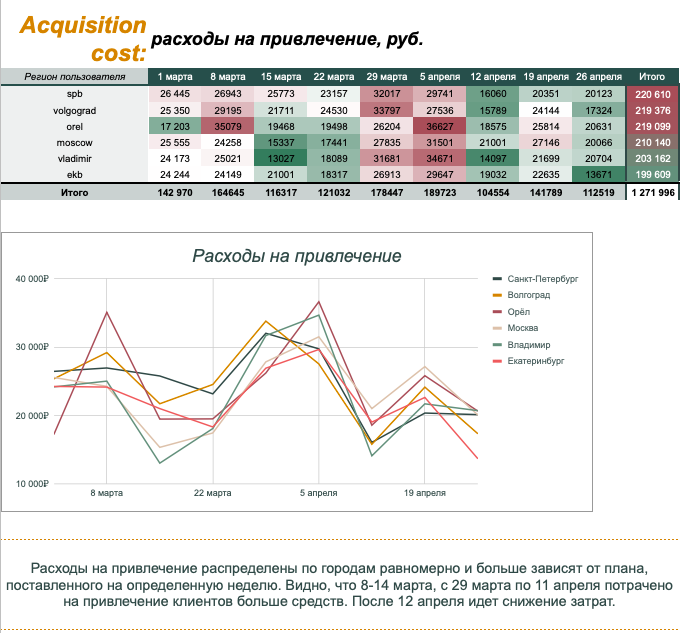 Acquisition
cost: расходы на привлечение, руб.
Регион пользователя 1 марта 8 марта 15 марта 22 марта 29 марта 5 апреля 12 апреля 19 апреля 26 апреля Итого
spb 26 445 26943 25773 23157 32017 29741 16060 20351 20123 220 610
volgograd 25 350 29195 21711 24530 33797 27536 15789 24144 17324 219 376
orel 17 203 35079 19468 19498 26204 36627 18575 25814 20631 219 099
moscow 25 555 24258 15337 17441 27835 31501 21001 27146 20066 210 140
vladimir 24 173 25021 13027 18089 31681 34671 14097 21699 20704 203 162
ekb 24 244 24149 21001 18317 26913 29647 19032 22635 13671 199 609
Итого 142 970 164645 116317 121032 178447 189723 104554 141789 112519 1 271 996
Расходы на привлечение
40 000₽
30 000₽
20 000₽
10 000₽
8 марта 22 марта 5 апреля 19 апреля
Санкт-Петербург
Волгоград
Орёл
Москва
Владимир
Екатеринбург
Расходы на привлечение распределены по городам равномерно и больше зависят от плана,
поставленного на определенную неделю. Видно, что 8-14 марта, с 29 марта по 11 апреля потрачено
на привлечение клиентов больше средств. После 12 апреля идет снижение затрат.